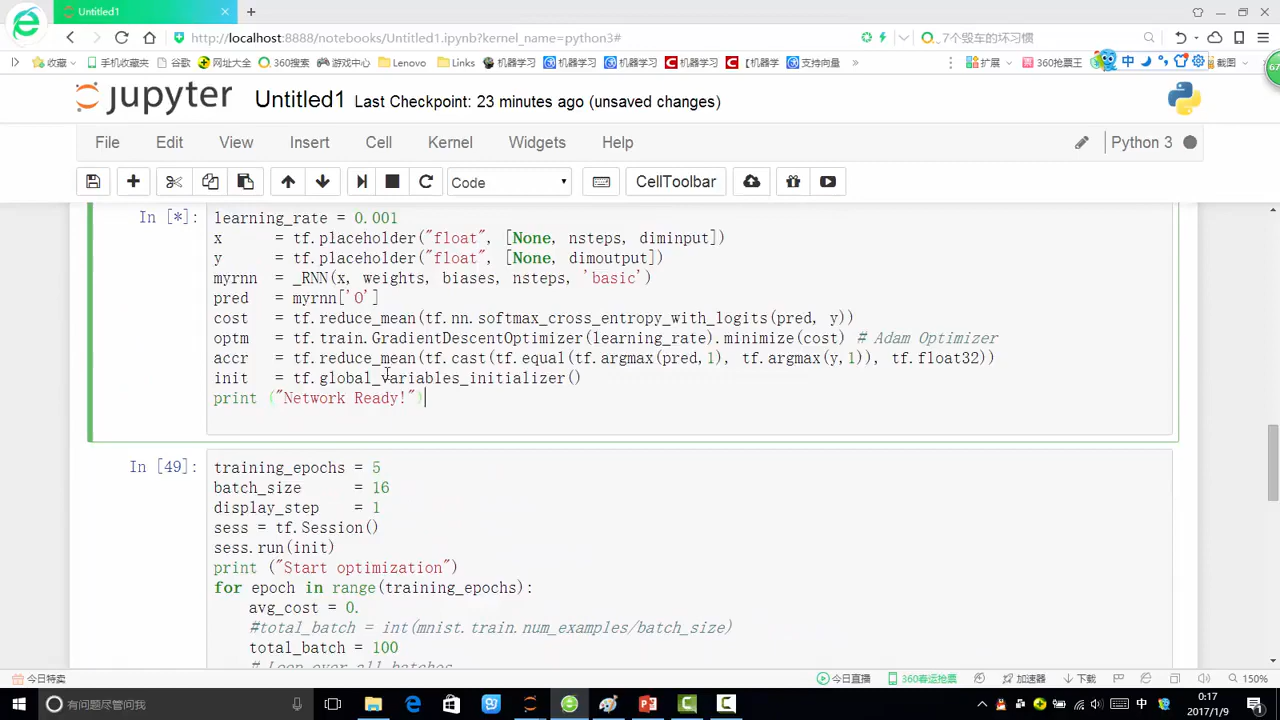 Untitled1
http://localhost:8888/notebooks/Untitled1.ipynb?kernel_name=python3#
7个毁车的坏习惯
收藏 手机收藏夹 谷歌 网址大全 360搜索 游戏中心 Lenovo Links 机器学习 机器学习 机器学习 机器学习 【机器学 支持向量 » 扩展 360抢票王 中 截图
67
jupyter Untitled1 Last Checkpoint: 23 minutes ago (unsaved changes)
File Edit View Insert Cell Kernel Widgets Help Python 3
Code CellToolbar
In [*]: learning_rate = 0.001
x = tf.placeholder("float", [None, nsteps, diminput])
y = tf.placeholder("float", [None, dimoutput])
myrnn = _RNN(x, weights, biases, nsteps, 'basic')
pred = myrnn['O']
cost = tf.reduce_mean(tf.nn.softmax_cross_entropy_with_logits(pred, y))
optm = tf.train.GradientDescentOptimizer(learning_rate).minimize(cost) # Adam Optimizer
accr = tf.reduce_mean(tf.cast(tf.equal(tf.argmax(pred,1), tf.argmax(y,1)), tf.float32))
init = tf.global_variables_initializer()
print ("Network Ready!")
In [49]: training_epochs = 5
batch_size = 16
display_step = 1
sess = tf.Session()
sess.run(init)
print ("Start optimization")
for epoch in range(training_epochs):
avg_cost = 0.
#total_batch = int(mnist.train.num_examples/batch_size)
total_batch = 100
# Loop over all batches
今日特卖 今日直播 360春运抢票 加速器 下载 150%
有问题尽管问我 中 0:17
2017/1/9